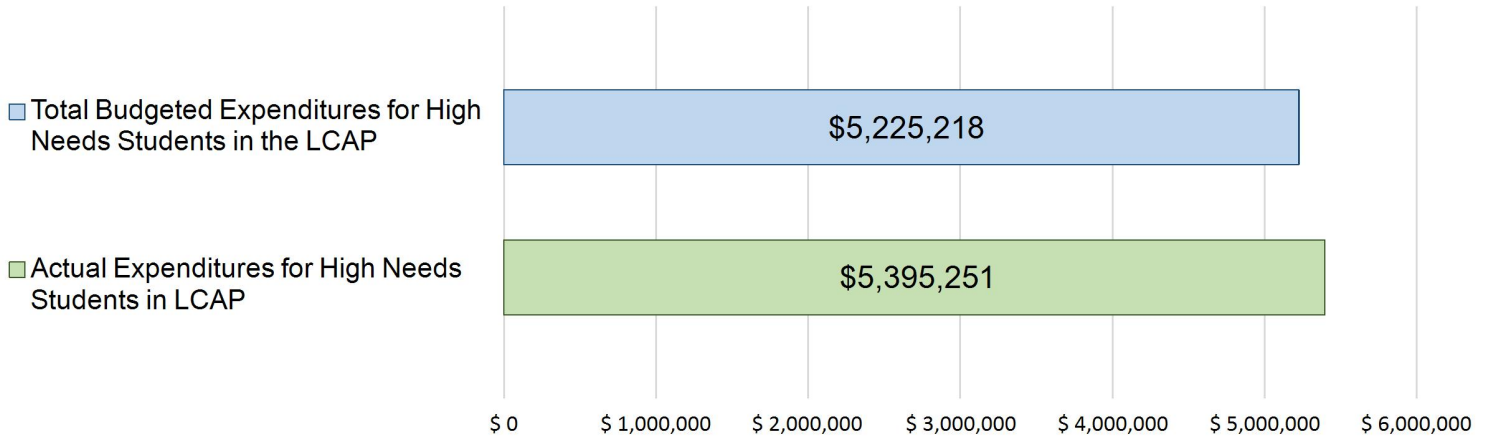 Total Budgeted Expenditures for High
Needs Students in the LCAP
$5,225,218
Actual Expenditures for High Needs
Students in LCAP
$5,395,251
$ 0
$ 1,000,000
$ 2,000,000
$ 3,000,000
$ 4,000,000
$ 5,000,000
$ 6,000,000